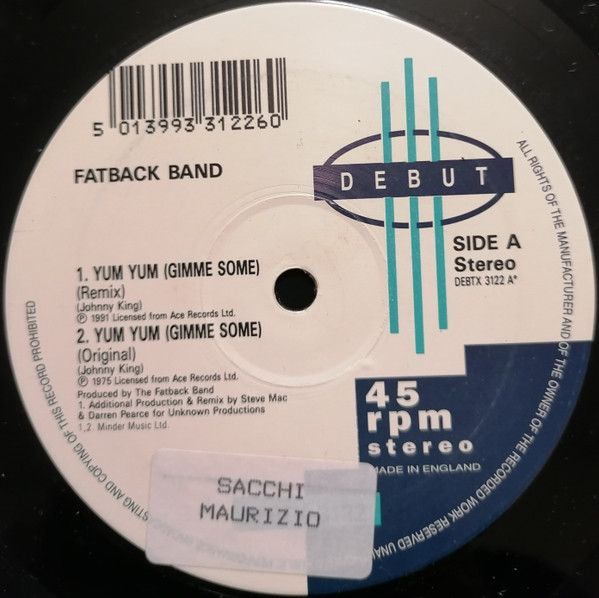 5 013993 312260
FATBACK BAND
DEBUT
SIDE A
Stereo
DEBTX 3122 A*
1. YUM YUM (GIMME SOME)
(Remix)
(Johnny King)
℗ 1991 Licensed from Ace Records Ltd.
2. YUM YUM (GIMME SOME)
(Original)
(Johnny King)
℗ 1975 Licensed from Ace Records Ltd.
Produced by The Fatback Band
1. Additional Production & Remix by Steve Mac
& Darren Pearce for Unknown Productions
1,2. Minder Music Ltd.
45
rpm
stereo
MADE IN ENGLAND
SACCHI
MAURIZIO
ALL RIGHTS OF THE MANUFACTURER AND OF THE OWNER OF THE RECORDED WORK RESERVED
COPYING OF THIS RECORD PROHIBITED